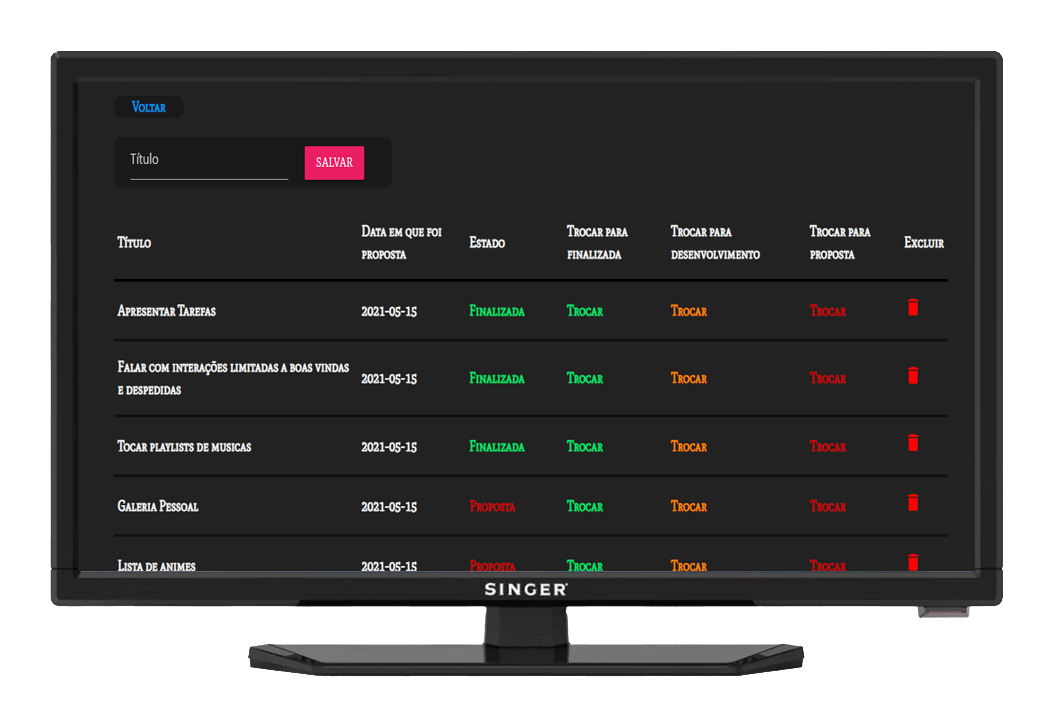 Voltar
Título
SALVAR
Título
Data em que foi proposta
Estado
Trocar para finalizada
Trocar para desenvolvimento
Trocar para proposta
Excluir
Apresentar Tarefas 2021-05-15 Finalizada Trocar Trocar Trocar
Falar com interações limitadas a boas vindas e despedidas 2021-05-15 Finalizada Trocar Trocar Trocar
Tocar playlists de musicas 2021-05-15 Finalizada Trocar Trocar Trocar
Galeria Pessoal 2021-05-15 Proposta Trocar Trocar Trocar
Lista de animes 2021-05-15 Proposta Trocar Trocar Trocar
SINGER